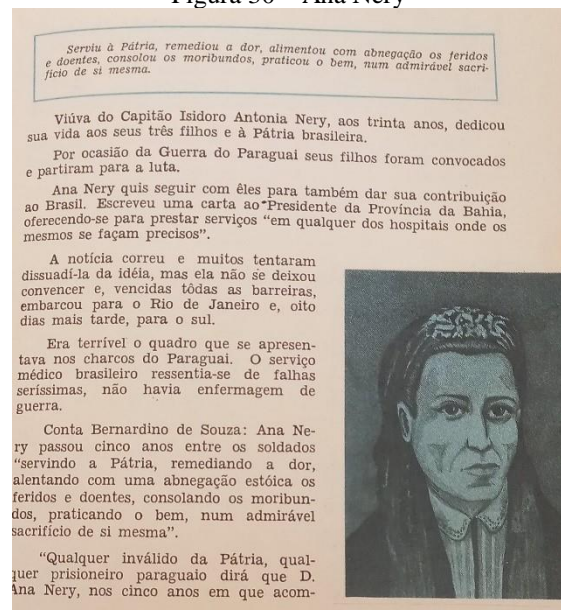 Figura 30 – Ana Nery
Serviu à Pátria, remediou a dor, alimentou com abnegação os feridos
e doentes, consolou os moribundos, praticou o bem, num admirável sacri-
fício de si mesma.
Viúva do Capitão Isidoro Antonia Nery, aos trinta anos, dedicou
sua vida aos seus três filhos e à Pátria brasileira.
Por ocasião da Guerra do Paraguai seus filhos foram convocados
e partiram para a luta.
Ana Nery quis seguir com êles para também dar sua contribuição
ao Brasil. Escreveu uma carta ao Presidente da Província da Bahia,
oferecendo-se para prestar serviços “em qualquer dos hospitais onde os
mesmos se façam precisos”.
A notícia correu e muitos tentaram
dissuadí-la da idéia, mas ela não se deixou
convencer e, vencidas tôdas as barreiras,
embarcou para o Rio de Janeiro e, oito
dias mais tarde, para o sul.
Era terrível o quadro que se apresen-
tava nos charcos do Paraguai. O serviço
médico brasileiro ressentia-se de falhas
seríssimas, não havia enfermagem de
guerra.
Conta Bernardino de Souza: Ana Ne-
ry passou cinco anos entre os soldados
“servindo a Pátria, remediando a dor,
alentando com uma abnegação estóica os
feridos e doentes, consolando os moribun-
dos, praticando o bem, num admirável
sacrifício de si mesma”.
“Qualquer inválido da Pátria, qual-
quer prisioneiro paraguaio dirá que D.
Ana Nery, nos cinco anos em que acom-